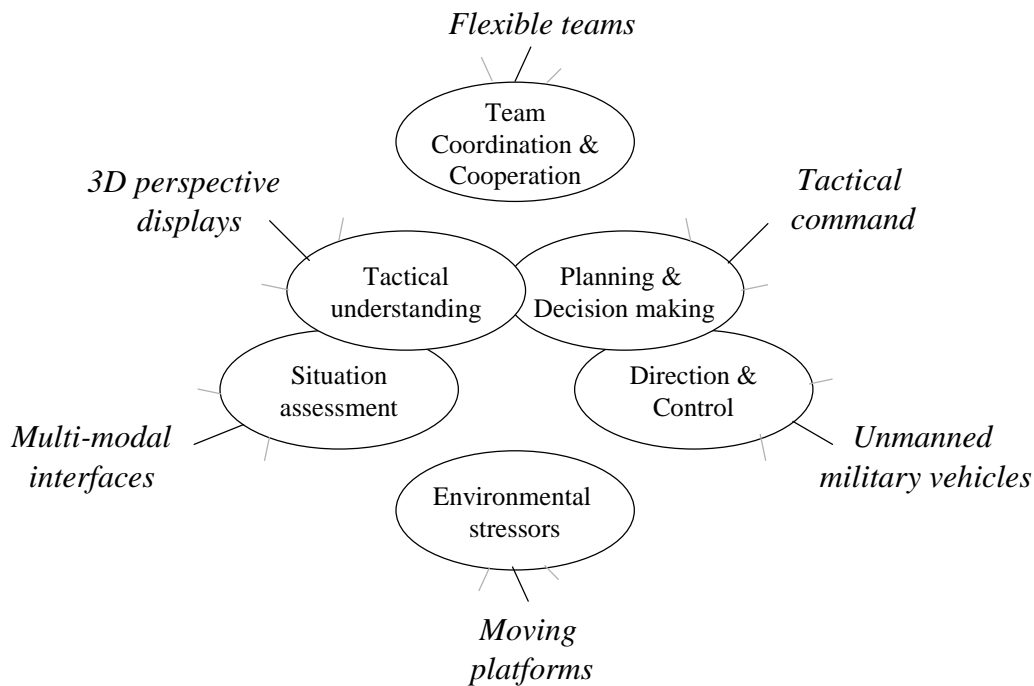 Flexible teams
Team
Coordination &
Cooperation
3D perspective
displays
Tactical
command
Tactical
understanding
Planning &
Decision making
Situation
assessment
Direction &
Control
Multi-modal
interfaces
Unmanned
military vehicles
Environmental
stressors
Moving
platforms